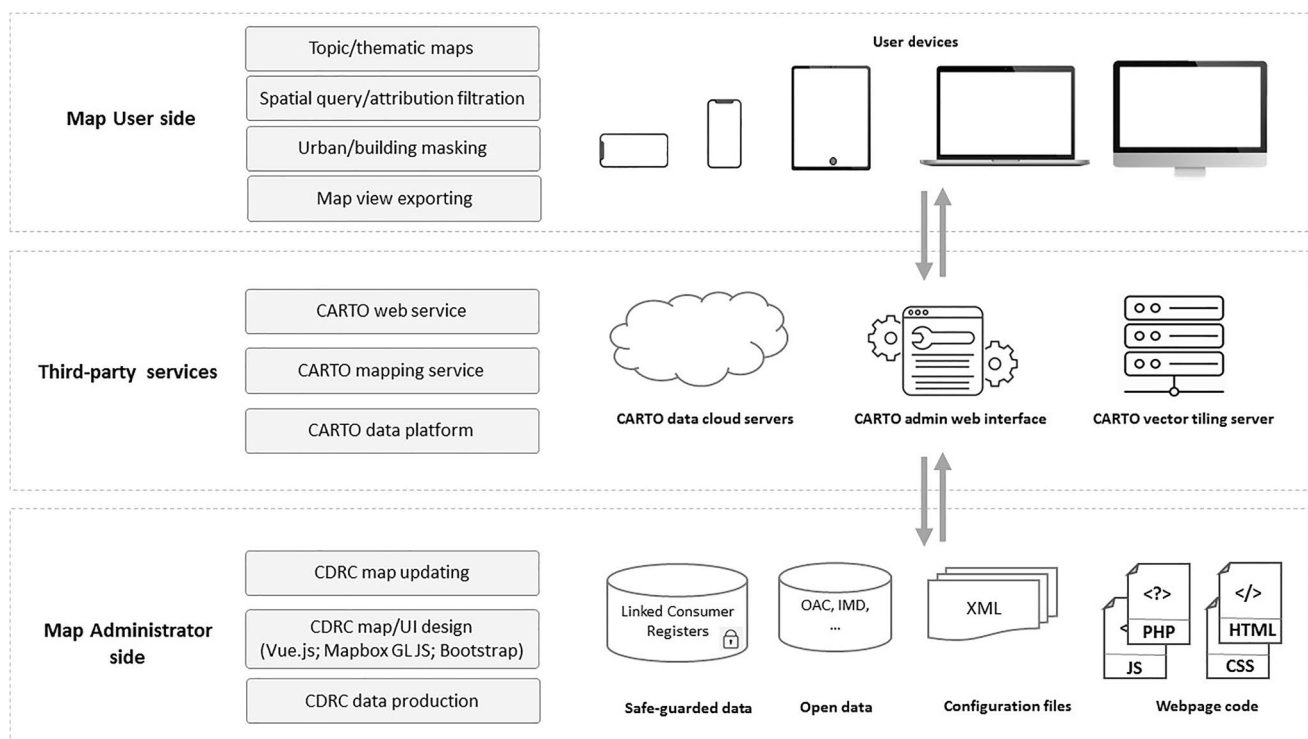 Map User side
Topic/thematic maps
Spatial query/attribution filtration
Urban/building masking
Map view exporting
User devices
Third-party services
CARTO web service
CARTO mapping service
CARTO data platform
CARTO data cloud servers
CARTO admin web interface
CARTO vector tiling server
Map Administrator
side
CDRC map updating
CDRC map/UI design
(Vue.js; Mapbox GL JS; Bootstrap)
CDRC data production
Linked Consumer
Registers
Safe-guarded data
OAC, IMD,
...
Open data
XML
Configuration files
<?>
PHP
<
JS
</>
HTML
CSS
Webpage code